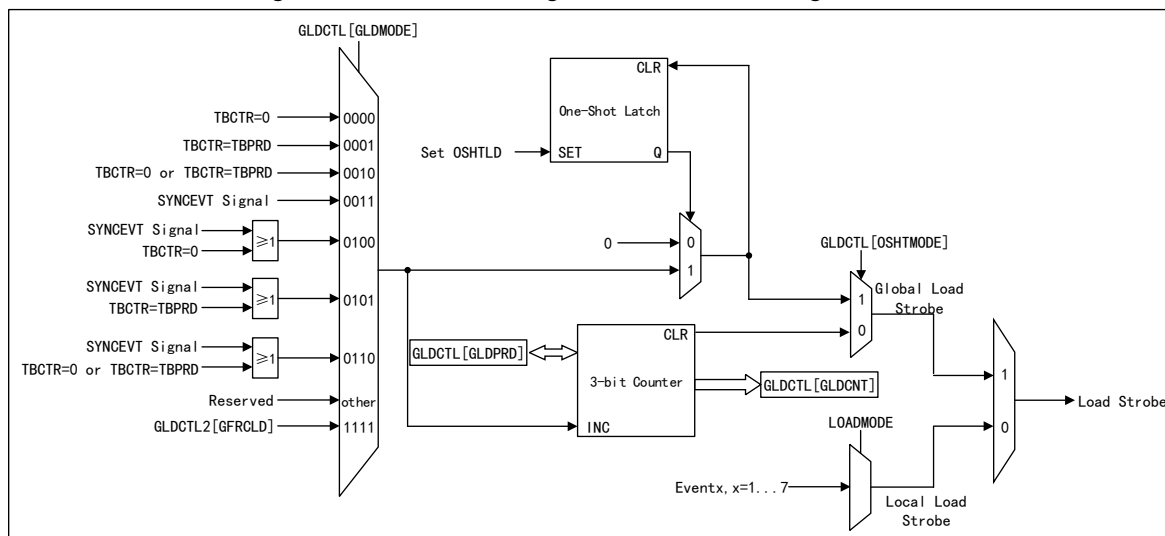 GLDCTL[GLDMODE]
TBCTR=0
0000
TBCTR=TBPRD
0001
TBCTR=0 or TBCTR=TBPRD
0010
SYNCEVT Signal
0011
SYNCEVT Signal
TBCTR=0
≥1
0100
SYNCEVT Signal
TBCTR=TBPRD
≥1
0101
SYNCEVT Signal
TBCTR=0 or TBCTR=TBPRD
≥1
0110
Reserved
other
GLDCTL2[GFRCLD]
1111
CLR
One-Shot Latch
Set OSHTLD
SET
Q
0
0
1
GLDCTL[OSHTMODE]
1
0
Global Load
Strobe
CLR
GLDCTL[GLDPRD]
3-bit Counter
GLDCTL[GLDCNT]
INC
LOADMODE
Eventx,x=1...7
Local Load
Strobe
1
0
Load Strobe